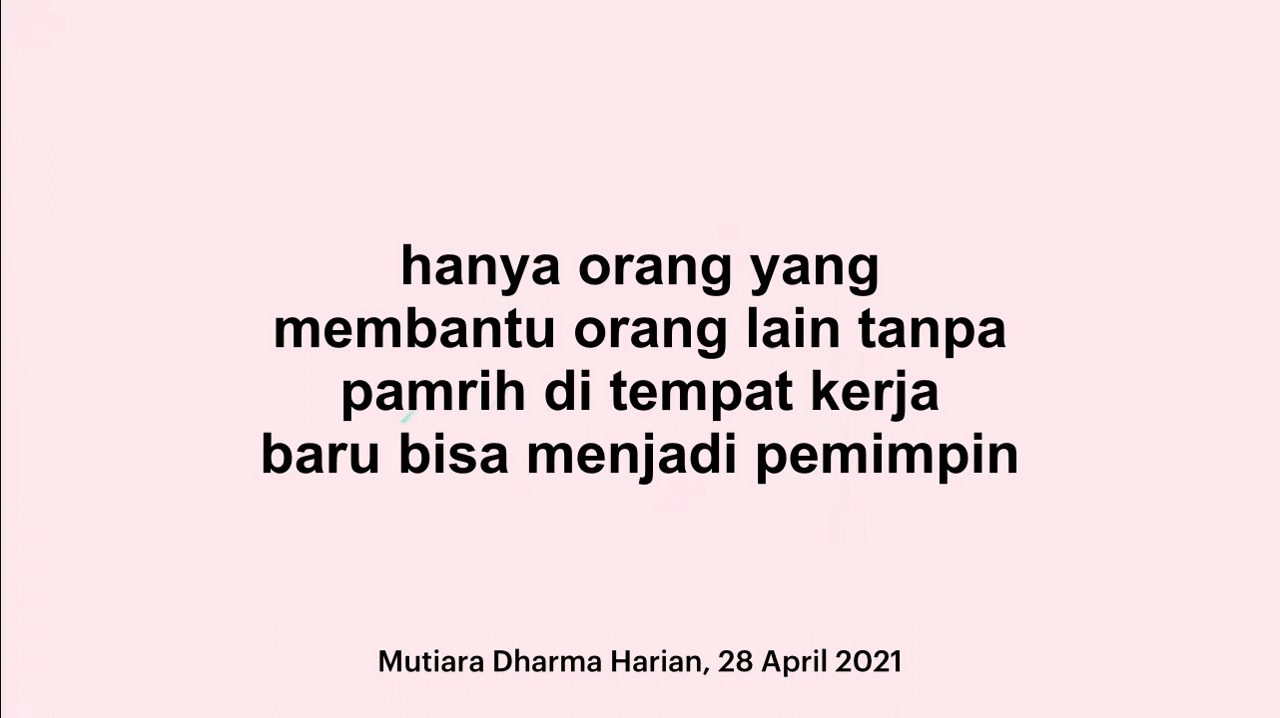 hanya orang yang
membantu orang lain tanpa
pamrih di tempat kerja
baru bisa menjadi pemimpin
Mutiara Dharma Harian, 28 April 2021